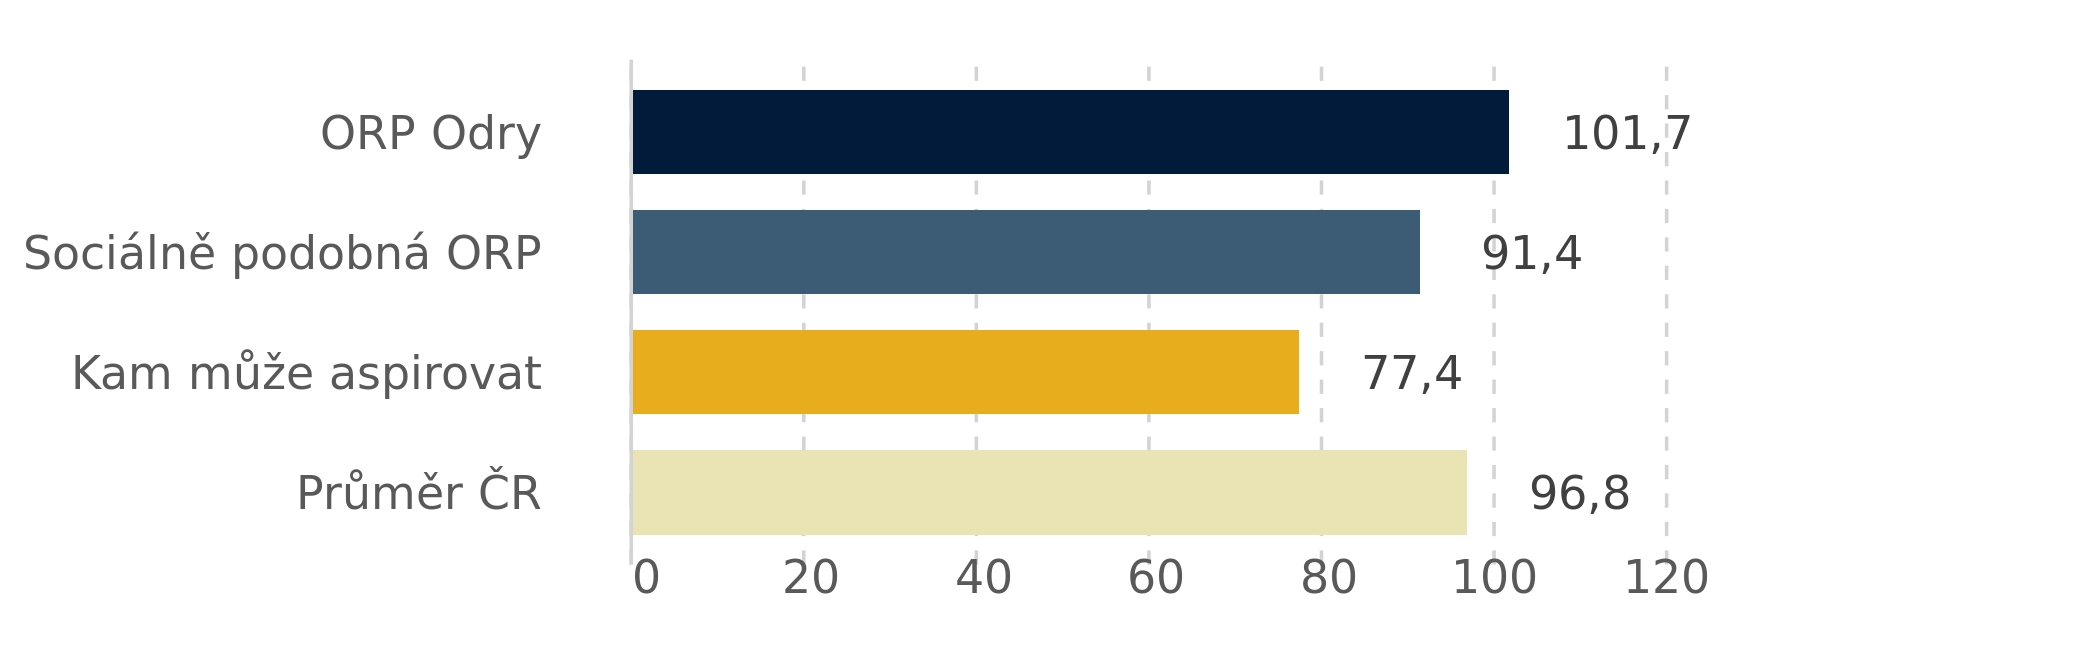 ORP Odry 101,7
Sociálně podobná ORP 91,4
Kam může aspirovat 77,4
Průměr ČR 96,8
0 20 40 60 80 100 120